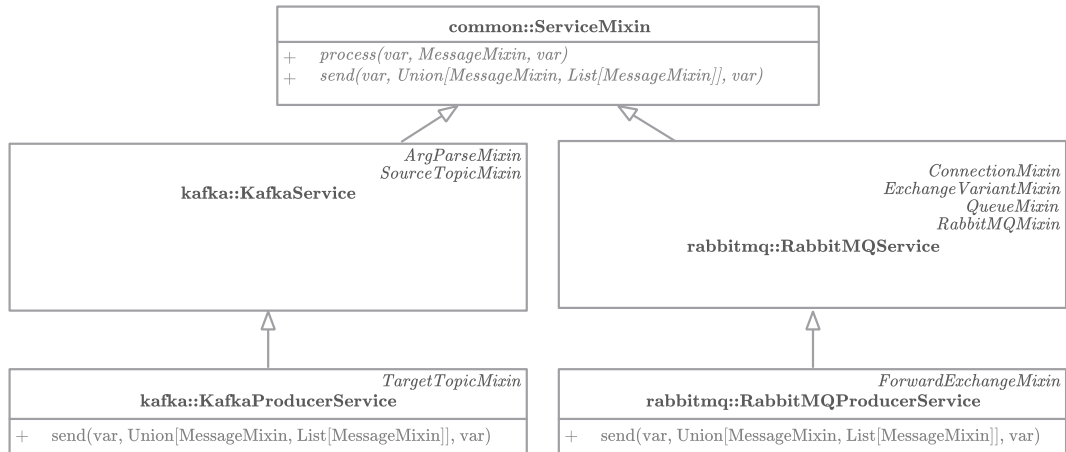 common::ServiceMixin
+ process(var, MessageMixin, var)
+ send(var, Union[MessageMixin, List[MessageMixin]], var)
ArgParseMixin
SourceTopicMixin
kafka::KafkaService
ConnectionMixin
ExchangeVariantMixin
QueueMixin
RabbitMQMixin
rabbitmq::RabbitMQService
TargetTopicMixin
kafka::KafkaProducerService
+ send(var, Union[MessageMixin, List[MessageMixin]], var)
ForwardExchangeMixin
rabbitmq::RabbitMQProducerService
+ send(var, Union[MessageMixin, List[MessageMixin]], var)